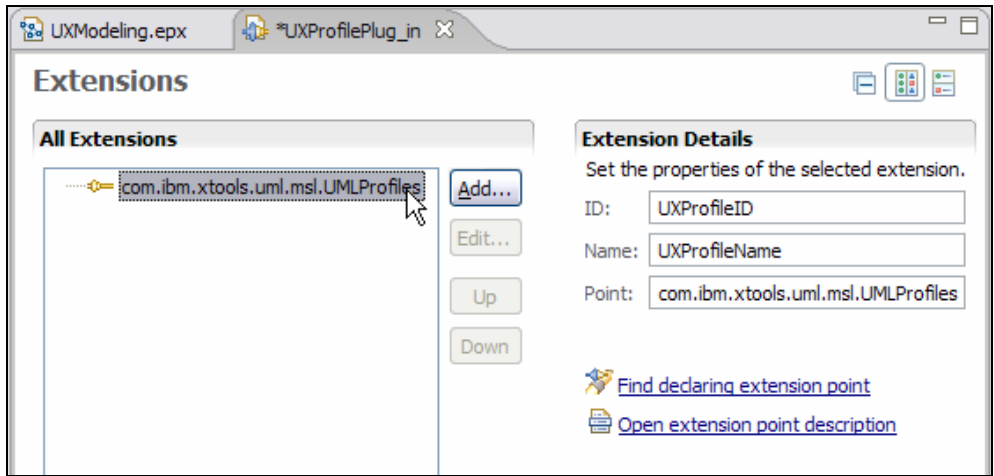 UXModeling.epx
*UXProfilePlug_in
Extensions
All Extensions
com.ibm.xtools.uml.msl.UMLProfiles
Add...
Edit...
Up
Down
Extension Details
Set the properties of the selected extension.
ID: UXProfileID
Name: UXProfileName
Point: com.ibm.xtools.uml.msl.UMLProfiles
Find declaring extension point
Open extension point description